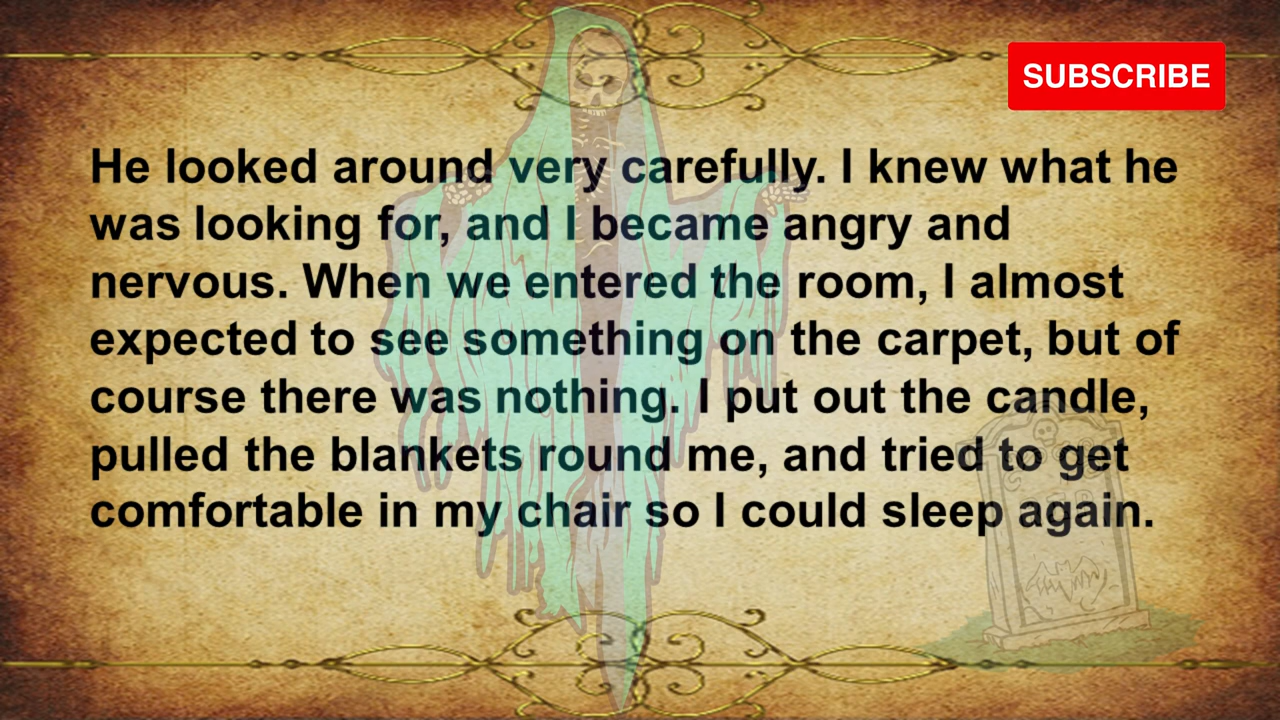 SUBSCRIBE
He looked around very carefully. I knew what he
was looking for, and I became angry and
nervous. When we entered the room, I almost
expected to see something on the carpet, but of
course there was nothing. I put out the candle,
pulled the blankets round me, and tried to get
comfortable in my chair so I could sleep again.